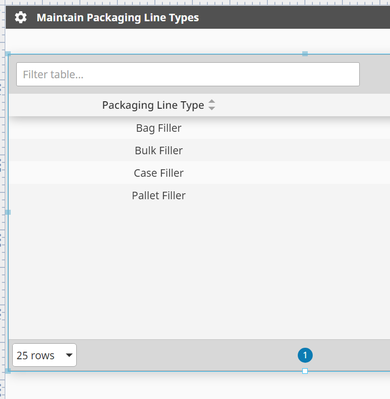 Maintain Packaging Line Types
Filter table...
Packaging Line Type
Bag Filler
Bulk Filler
Case Filler
Pallet Filler
25 rows
1